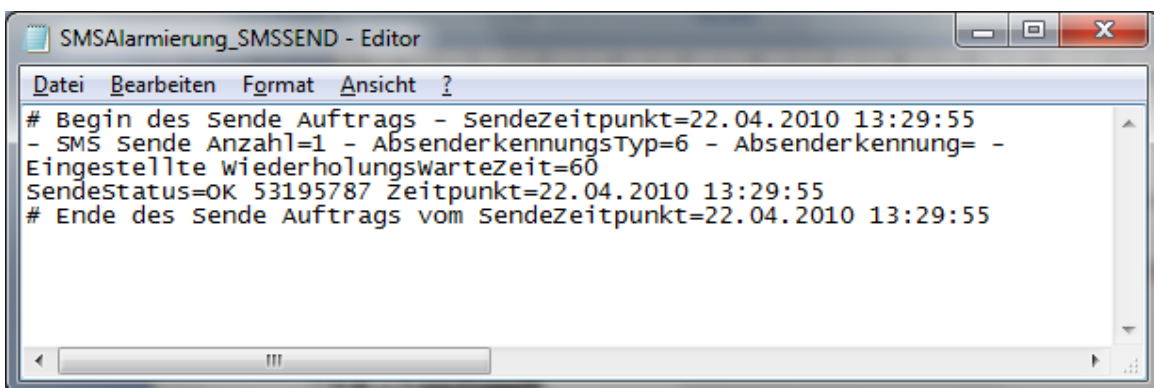 SMSAlarmierung_SMSSEND - Editor
Datei Bearbeiten Format Ansicht ?
# Begin des Sende Auftrags - SendeZeitpunkt=22.04.2010 13:29:55
- SMS Sende Anzahl=1 - AbsenderkennungsTyp=6 - Absenderkennung= -
Eingestellte WiederholungsWarteZeit=60
SendeStatus=OK 53195787 Zeitpunkt=22.04.2010 13:29:55
# Ende des Sende Auftrags vom SendeZeitpunkt=22.04.2010 13:29:55